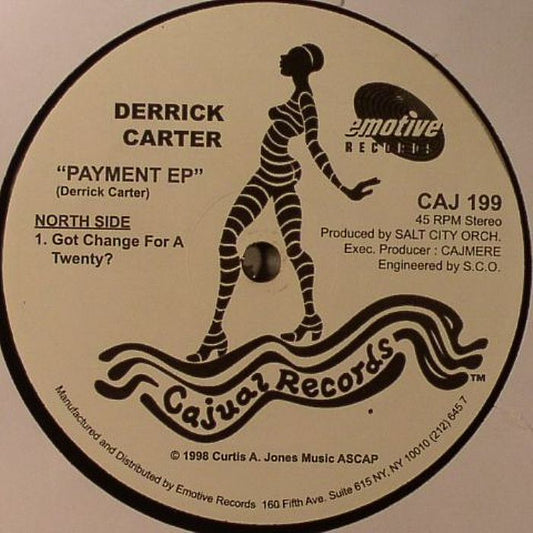 DERRICK
CARTER
"PAYMENT EP"
(Derrick Carter)
NORTH SIDE
1. Got Change For A
Twenty?
emotive
RECORDS
CAJ 199
45 RPM Stereo
Produced by SALT CITY ORCH.
Exec. Producer : CAJMERE
Engineered by S.C.O.
Cajual Records
TM
© 1998 Curtis A. Jones Music ASCAP
Manufactured and Distributed by Emotive Records 160 Fifth Ave. Suite 615 NY, NY 10010 (212) 645 7